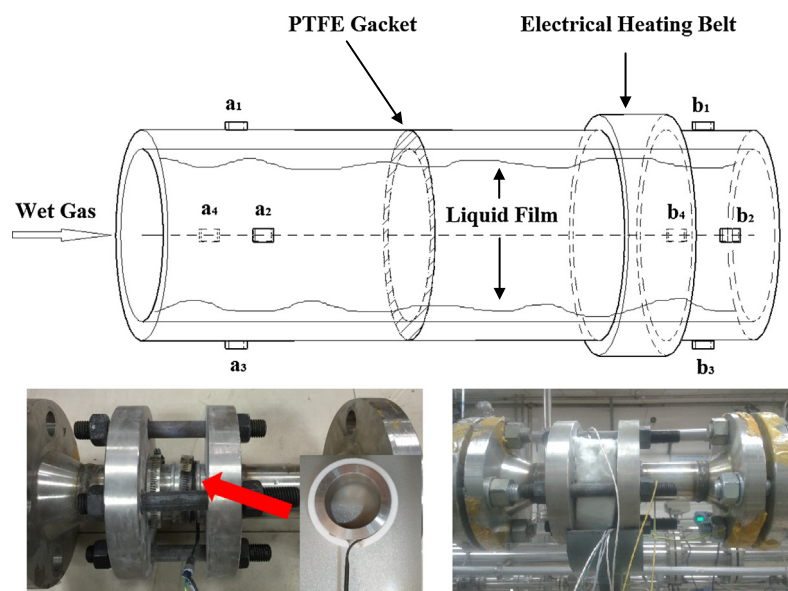 PTFE Gacket
Electrical Heating Belt
a1
b1
Wet Gas
a4
a2
Liquid Film
b4
b2
a3
b3